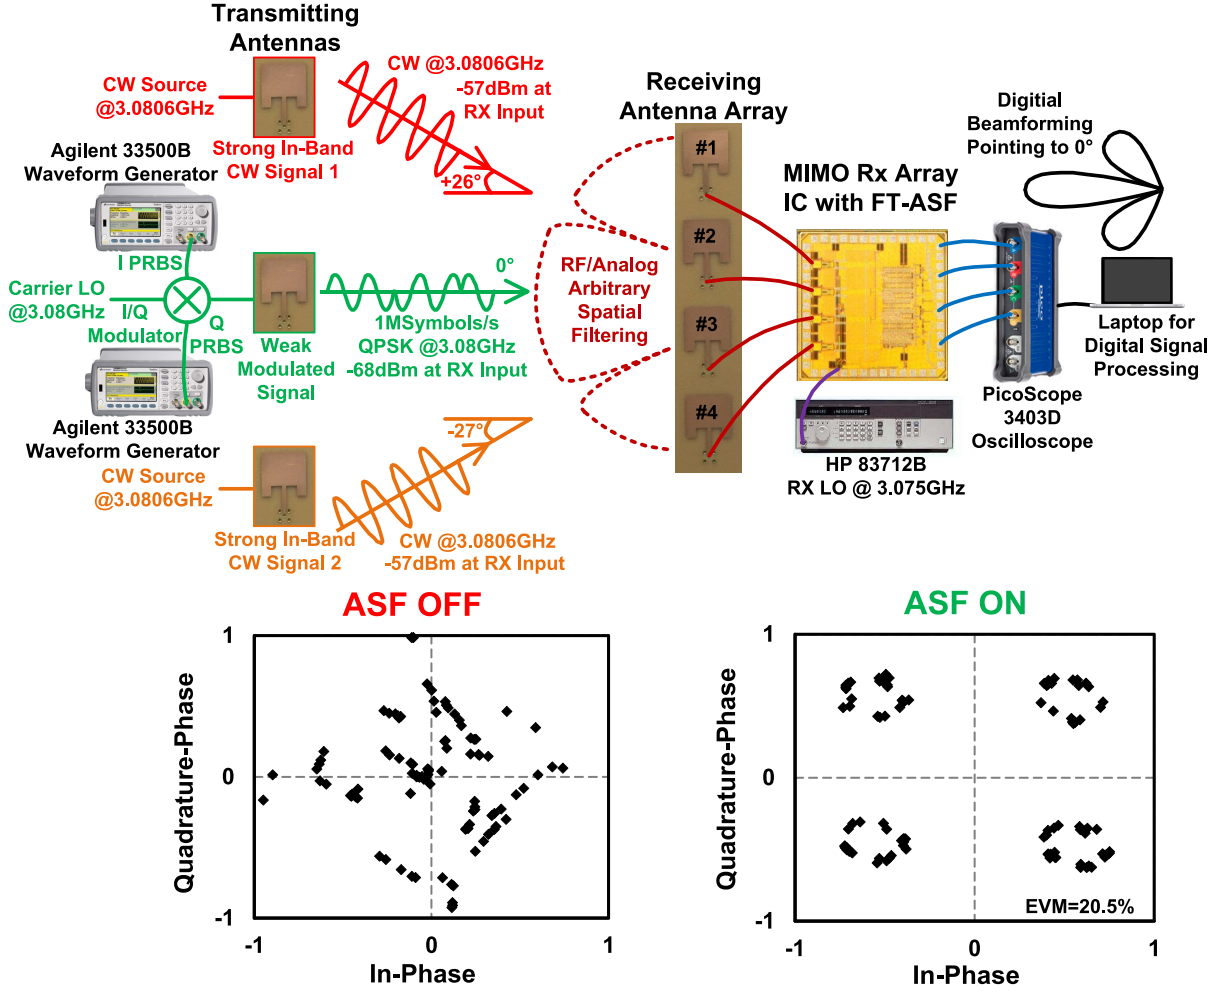 Transmitting
Antennas
CW Source
@3.0806GHz
CW @3.0806GHz
-57dBm at
RX Input
Strong In-Band
CW Signal 1
+26°
Agilent 33500B
Waveform Generator
I PRBS
Carrier LO
@3.08GHz
I/Q
Modulator
Q
PRBS
Weak
Modulated
Signal
0°
1MSymbols/s
QPSK @3.08GHz
-68dBm at RX Input
Agilent 33500B
Waveform Generator
CW Source
@3.0806GHz
-27°
Strong In-Band
CW Signal 2
CW @3.0806GHz
-57dBm at RX Input
RF/Analog
Arbitrary
Spatial
Filtering
Receiving
Antenna Array
#1
#2
#3
#4
MIMO Rx Array
IC with FT-ASF
HP 83712B
RX LO @ 3.075GHz
Digitial
Beamforming
Pointing to 0°
PicoScope
3403D
Oscilloscope
Laptop for
Digital Signal
Processing
ASF OFF
1
0
-1
-1
0
1
Quadrature-Phase
In-Phase
ASF ON
1
0
-1
-1
0
1
Quadrature-Phase
In-Phase
EVM=20.5%